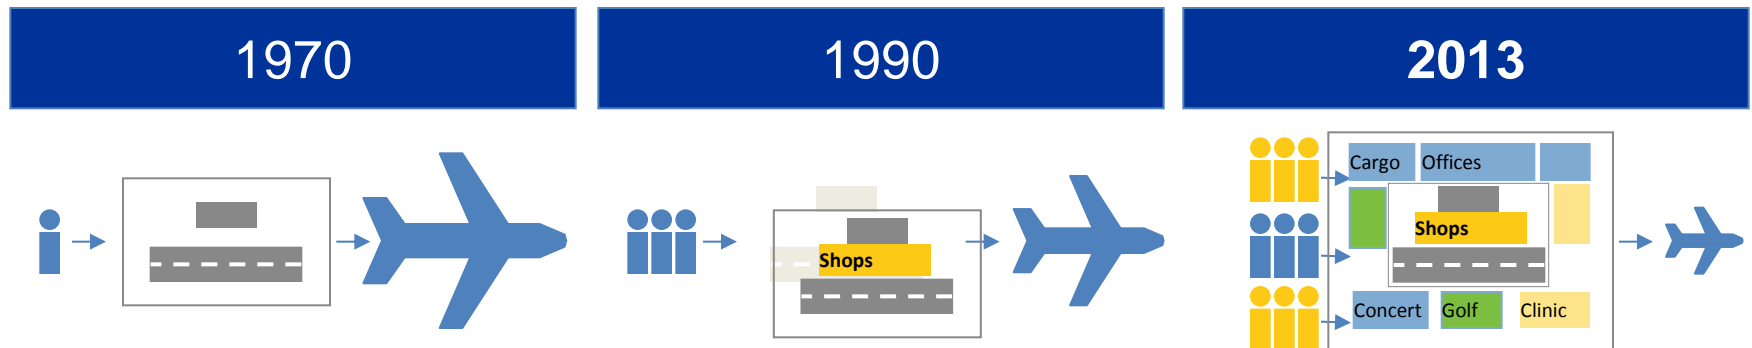 1970
1990
2013
Shops
Cargo
Offices
Shops
Concert
Golf
Clinic